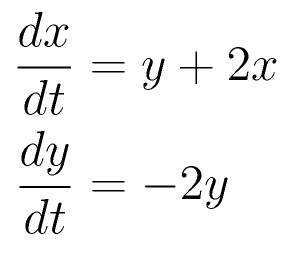 dx/dt = y + 2x
dy/dt = −2y